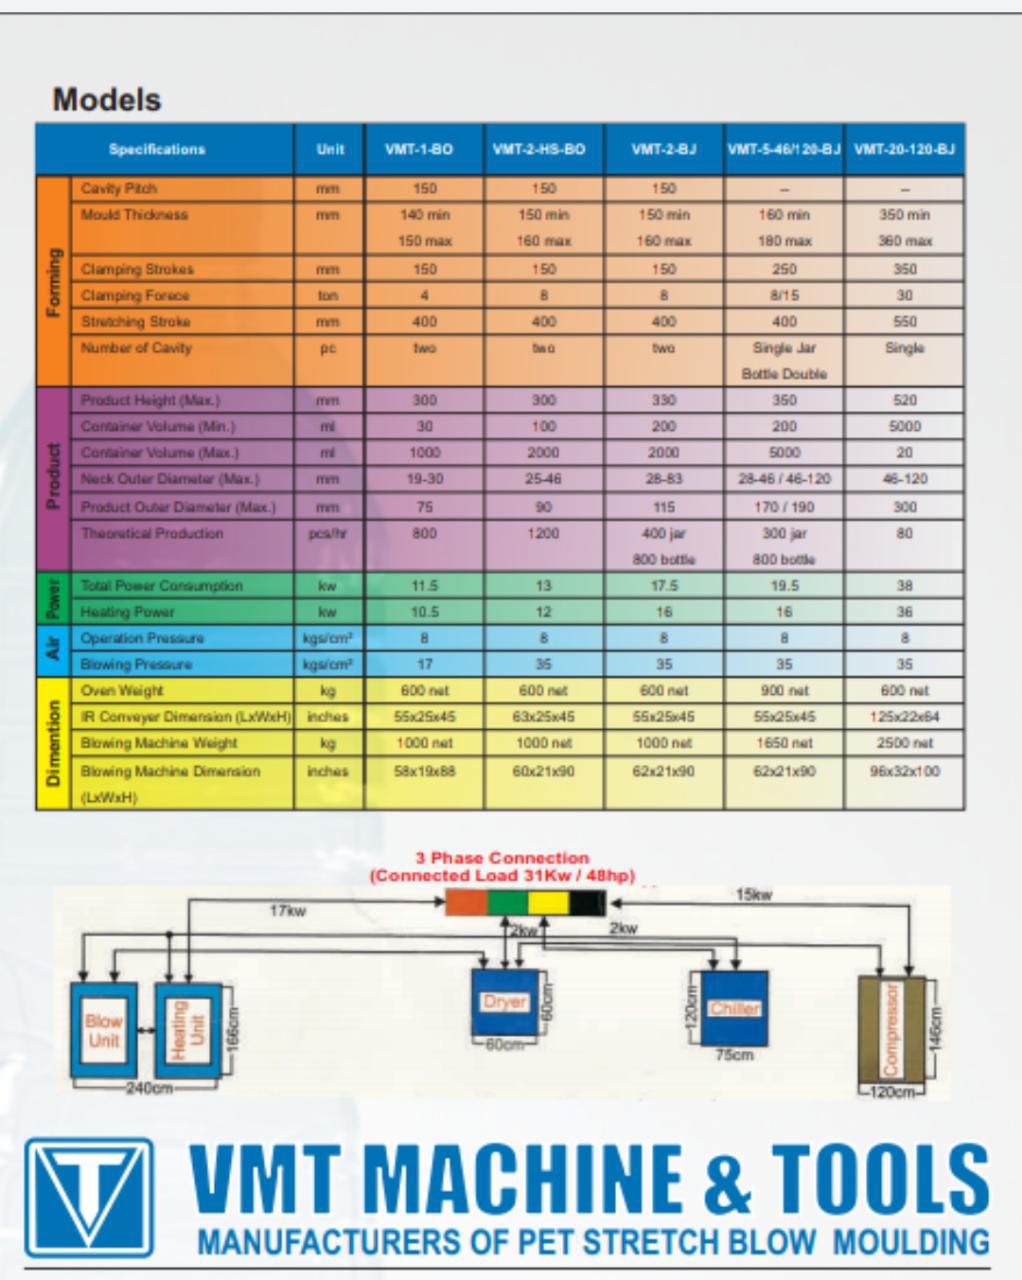 Models
Specifications Unit VMT-1-BO VMT-2-HS-BO VMT-2-BJ VMT-5-46/120-BJ VMT-20-120-BJ
Forming
Cavity Pitch mm 150 150 150 – –
Mould Thickness mm 140 min 150 min 150 min 160 min 350 min
150 max 160 max 160 max 180 max 360 max
Clamping Strokes mm 150 150 150 250 350
Clamping Forece ton 4 8 8 8/15 30
Stretching Stroke mm 400 400 400 400 550
Number of Cavity pc two two two Single Jar Single
Bottle Double
Product
Product Height (Max.) mm 300 300 330 350 520
Container Volume (Min.) ml 30 100 200 200 5000
Container Volume (Max.) ml 1000 2000 2000 5000 20
Neck Outer Diameter (Max.) mm 19-30 25-46 28-83 28-46 / 46-120 46-120
Product Outer Diameter (Max.) mm 75 90 115 170 / 190 300
Theoretical Production pcs/hr 800 1200 400 jar 300 jar 80
800 bottle 800 bottle
Power
Total Power Consumption kw 11.5 13 17.5 19.5 38
Heating Power kw 10.5 12 16 16 36
Air
Operation Pressure kgs/cm² 8 8 8 8 8
Blowing Pressure kgs/cm² 17 35 35 35 35
Dimention
Oven Weight kg 600 net 600 net 600 net 900 net 600 net
IR Conveyer Dimension (LxWxH) inches 55x25x45 63x25x45 55x25x45 55x25x45 125x22x64
Blowing Machine Weight kg 1000 net 1000 net 1000 net 1650 net 2500 net
Blowing Machine Dimension inches 58x19x88 60x21x90 62x21x90 62x21x90 96x32x100
(LxWxH)
3 Phase Connection
(Connected Load 31Kw / 48hp)
17kw
15kw
2kw
2kw
Blow
Unit
Heating
Unit
166cm
240cm
Dryer
60cm
60cm
120cm
Chiller
75cm
Compressor
146cm
120cm
VMT MACHINE & TOOLS
MANUFACTURERS OF PET STRETCH BLOW MOULDING